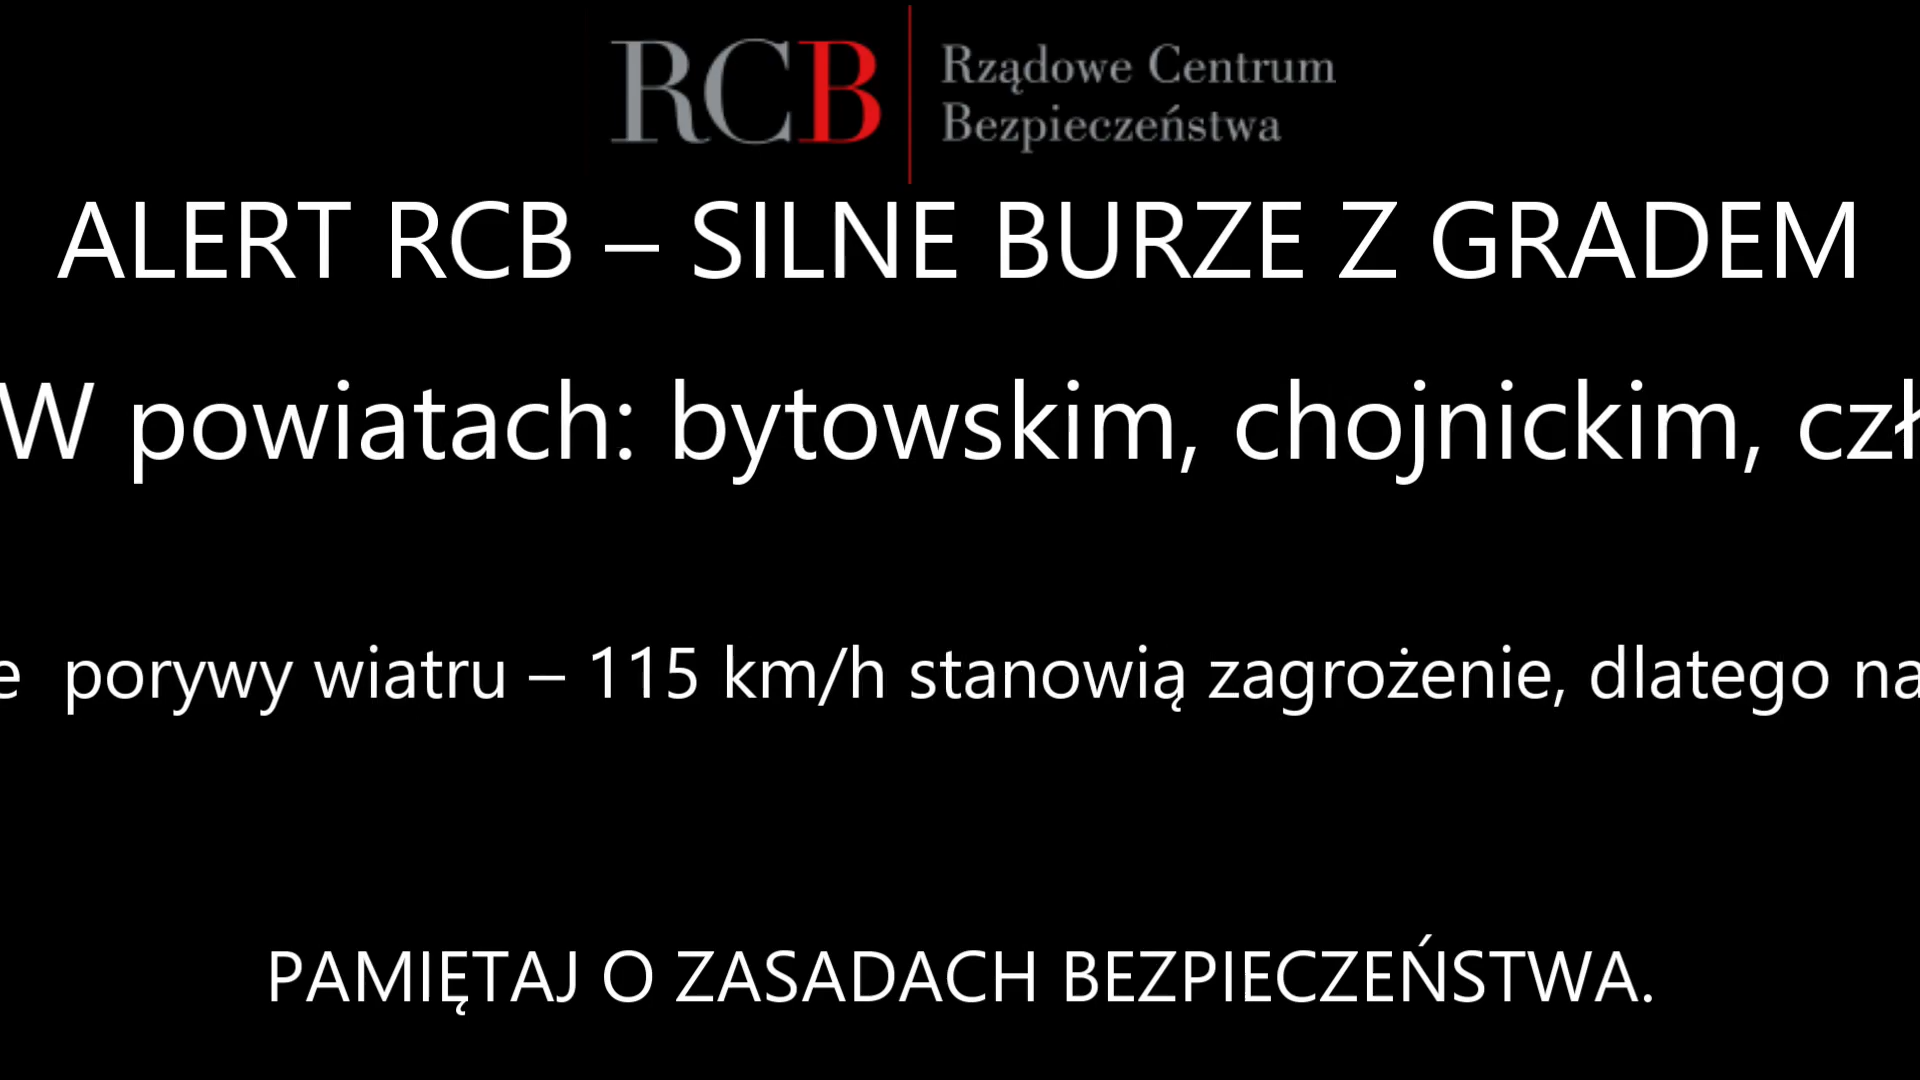 RCB Rządowe Centrum
Bezpieczeństwa
ALERT RCB – SILNE BURZE Z GRADEM
W powiatach: bytowskim, chojnickim, czł
e porywy wiatru – 115 km/h stanowią zagrożenie, dlatego na
PAMIĘTAJ O ZASADACH BEZPIECZEŃSTWA.